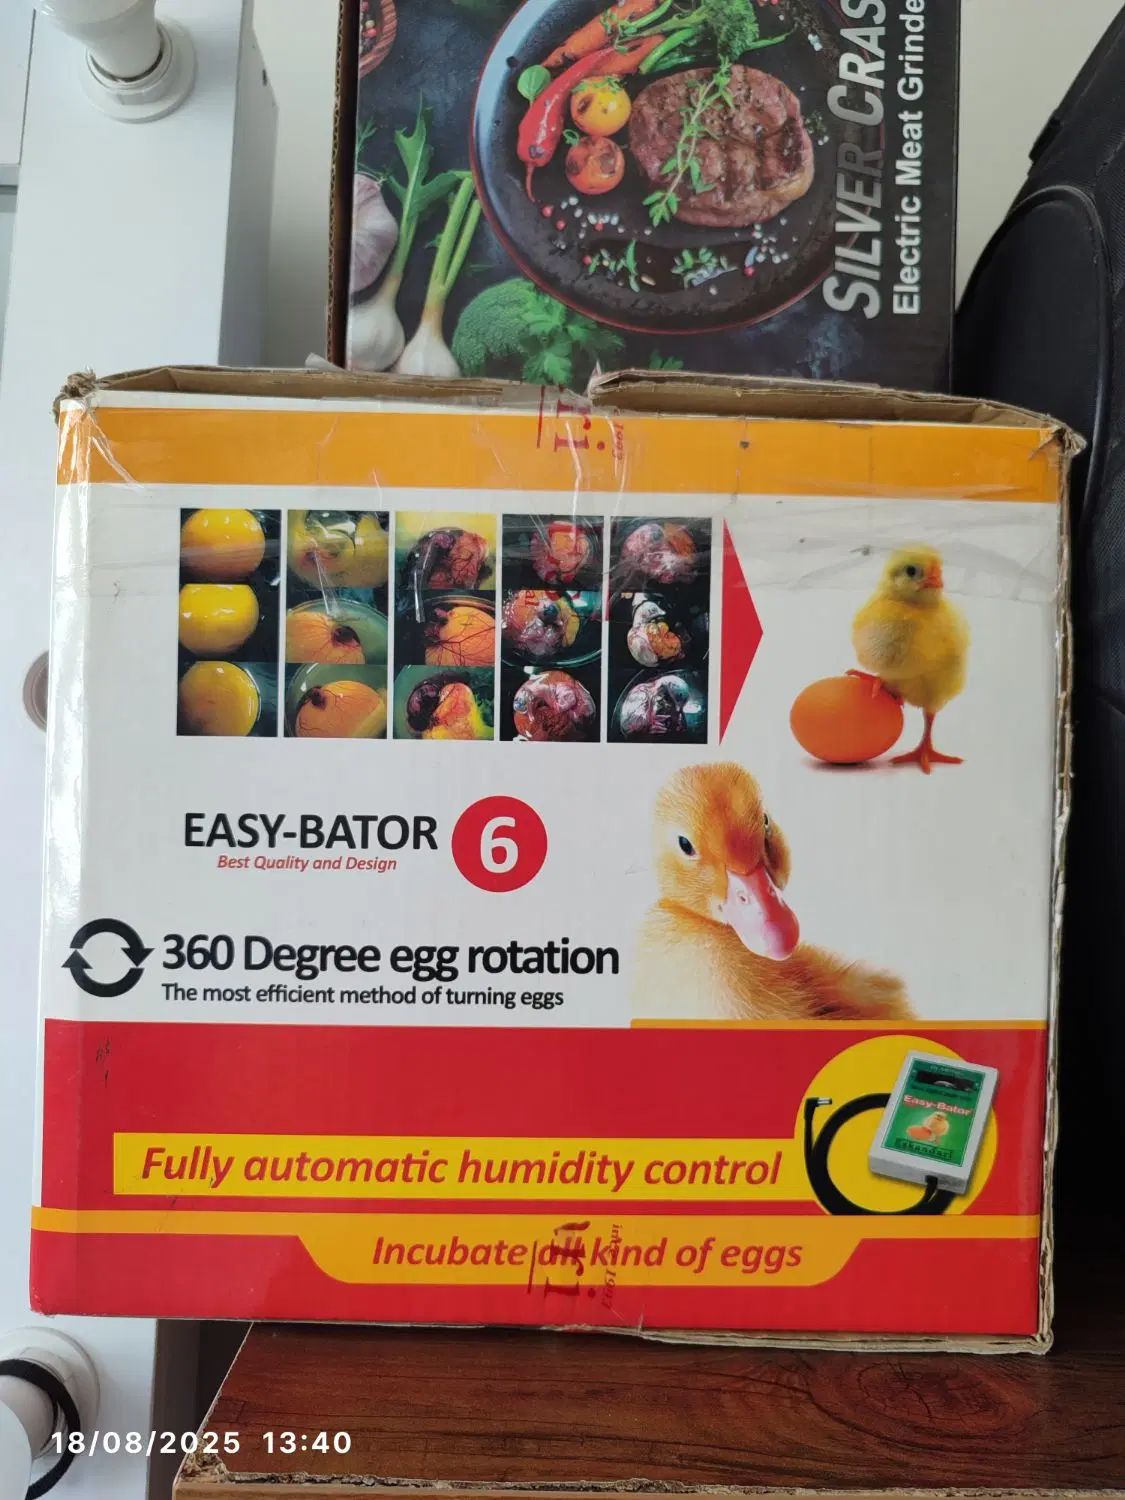 SILVER CRAS
Electric Meat Grinde
EASY-BATOR 6
Best Quality and Design
360 Degree egg rotation
The most efficient method of turning eggs
Easy-Bator
Eskandari
Fully automatic humidity control
Incubate all kind of eggs
18/08/2025 13:40